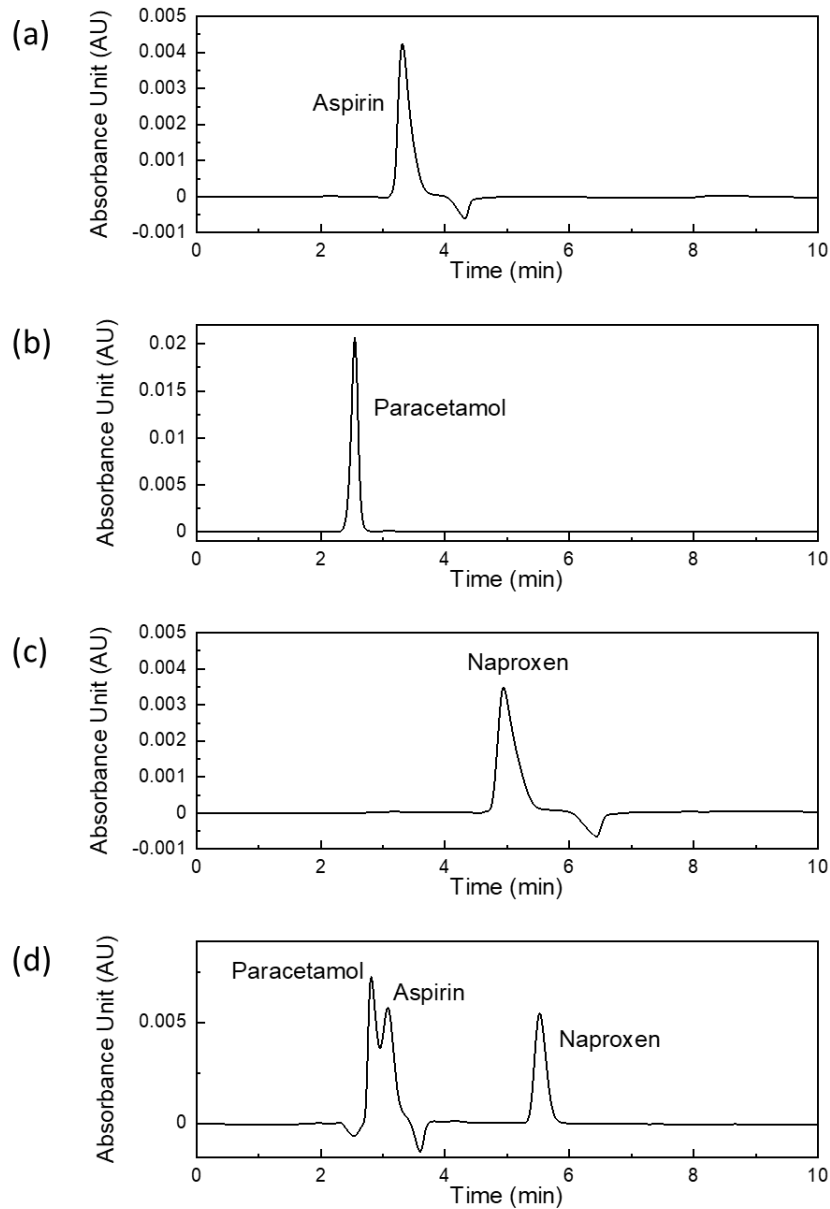 (a)
Absorbance Unit (AU)
0.005
0.004
0.003
0.002
0.001
0
-0.001
Aspirin
0 2 4 6 8 10
Time (min)
(b)
Absorbance Unit (AU)
0.02
0.015
0.01
0.005
0
Paracetamol
0 2 4 6 8 10
Time (min)
(c)
Absorbance Unit (AU)
0.005
0.004
0.003
0.002
0.001
0
-0.001
Naproxen
0 2 4 6 8 10
Time (min)
(d)
Absorbance Unit (AU)
0.005
0
Paracetamol
Aspirin
Naproxen
0 2 4 6 8 10
Time (min)